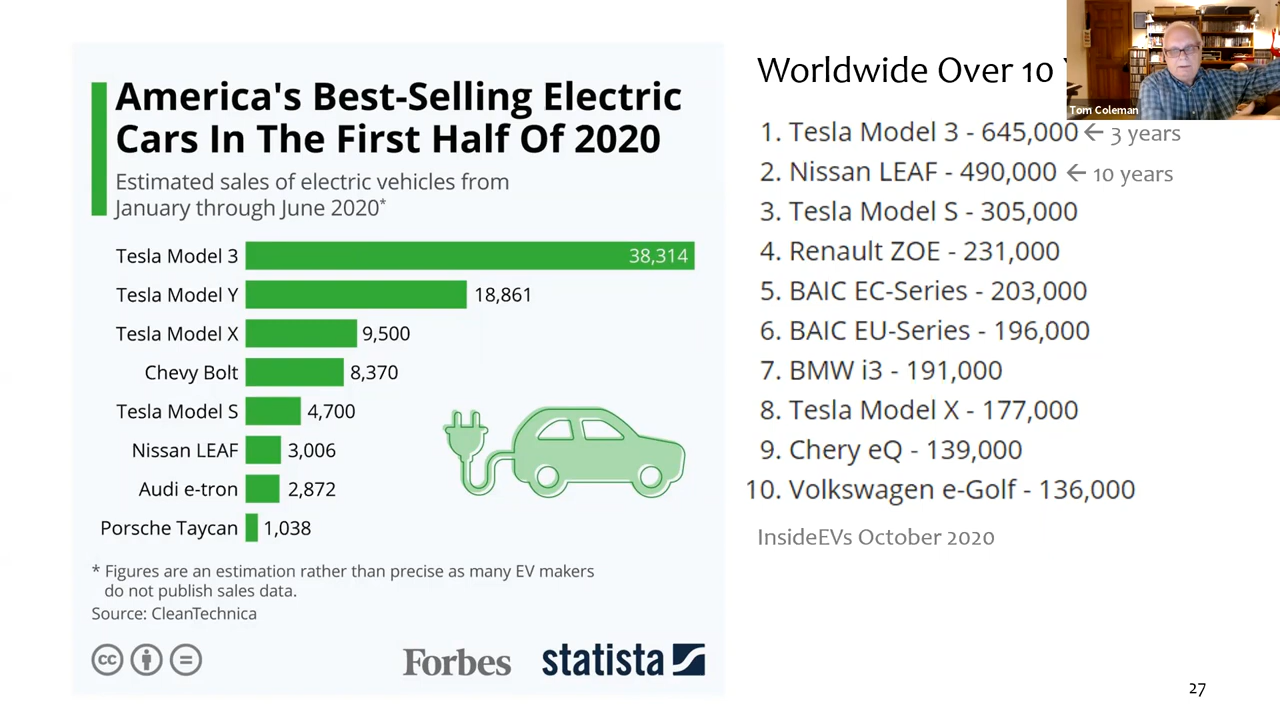 America's Best-Selling Electric
Cars In The First Half Of 2020
Estimated sales of electric vehicles from
January through June 2020*
Tesla Model 3 38,314
Tesla Model Y 18,861
Tesla Model X 9,500
Chevy Bolt 8,370
Tesla Model S 4,700
Nissan LEAF 3,006
Audi e-tron 2,872
Porsche Taycan 1,038
* Figures are an estimation rather than precise as many EV makers
do not publish sales data.
Source: CleanTechnica
cc
Forbes statista
Worldwide Over 10
Tom Coleman
1. Tesla Model 3 - 645,000 ← 3 years
2. Nissan LEAF - 490,000 ← 10 years
3. Tesla Model S - 305,000
4. Renault ZOE - 231,000
5. BAIC EC-Series - 203,000
6. BAIC EU-Series - 196,000
7. BMW i3 - 191,000
8. Tesla Model X - 177,000
9. Chery eQ - 139,000
10. Volkswagen e-Golf - 136,000
InsideEVs October 2020
27